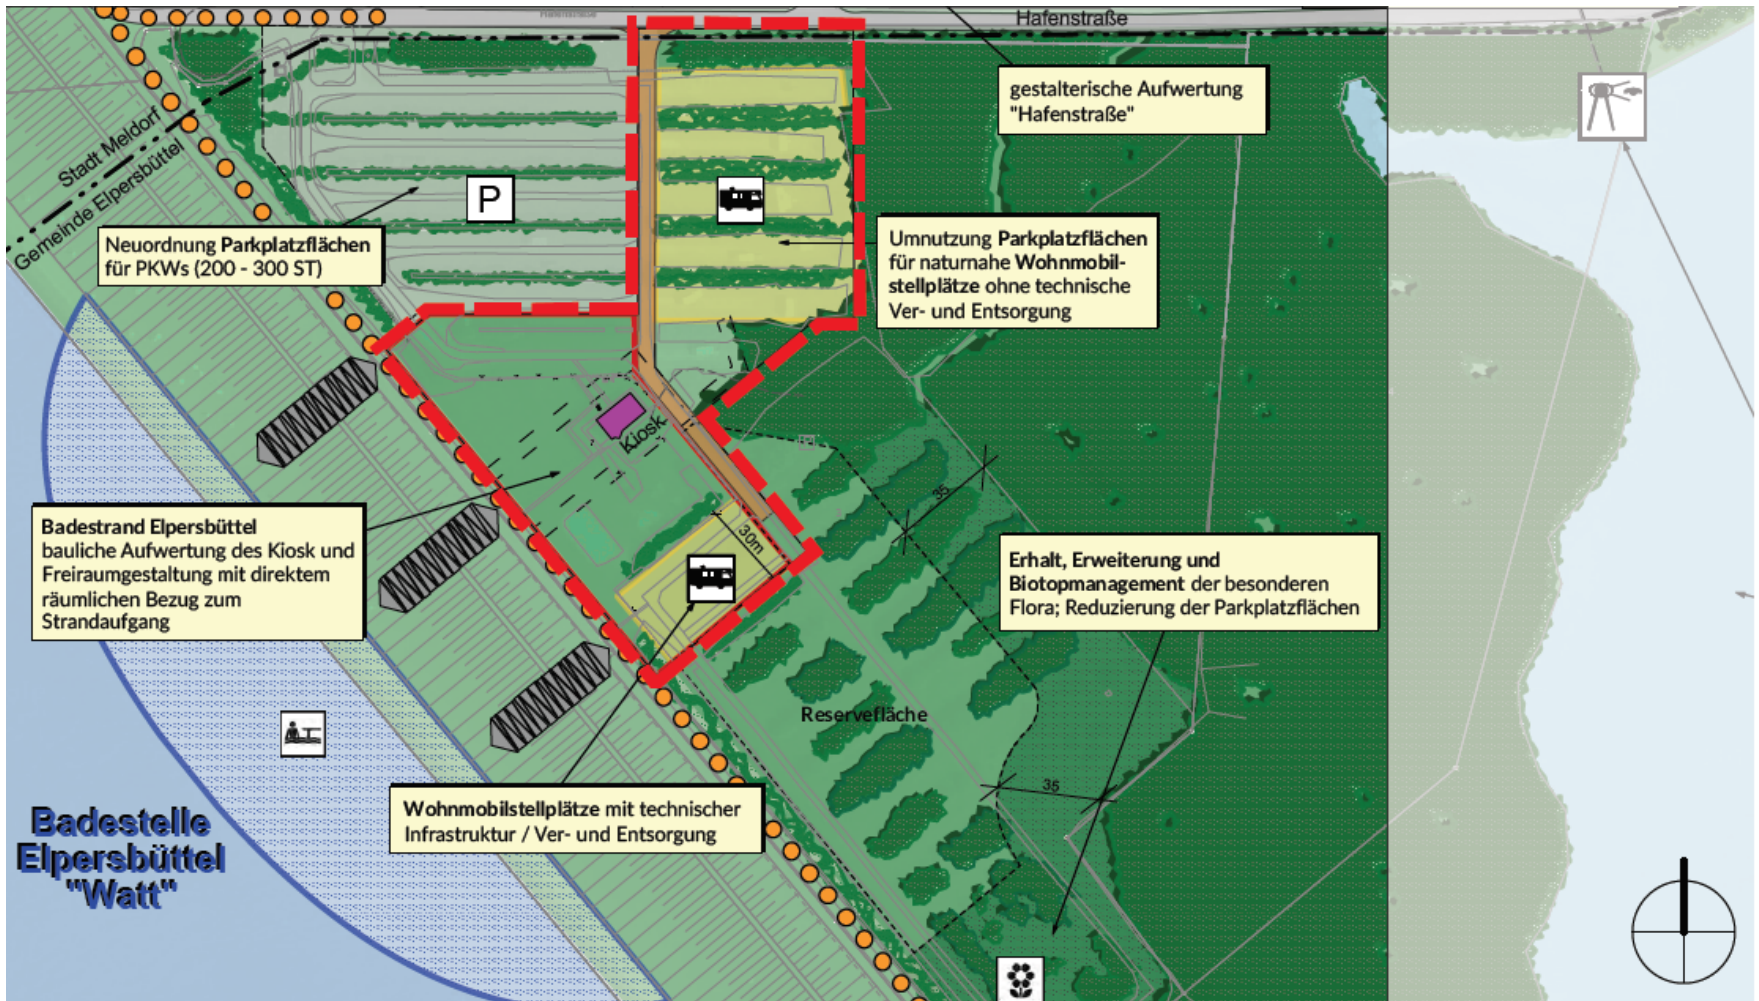 Hafenstraße
Hafenstraße
gestalterische Aufwertung
"Hafenstraße"
Stadt Meldorf
Gemeinde Elpersbüttel
P
Neuordnung Parkplatzflächen
für PKWs (200 - 300 ST)
Umnutzung Parkplatzflächen
für naturnahe Wohnmobil-
stellplätze ohne technische
Ver- und Entsorgung
Kiosk
35
Badestrand Elpersbüttel
bauliche Aufwertung des Kiosk und
Freiraumgestaltung mit direktem
räumlichen Bezug zum
Strandaufgang
30m
Erhalt, Erweiterung und
Biotopmanagement der besonderen
Flora; Reduzierung der Parkplatzflächen
Reservefläche
35
Wohnmobilstellplätze mit technischer
Infrastruktur / Ver- und Entsorgung
Badestelle
Elpersbüttel
"Watt"